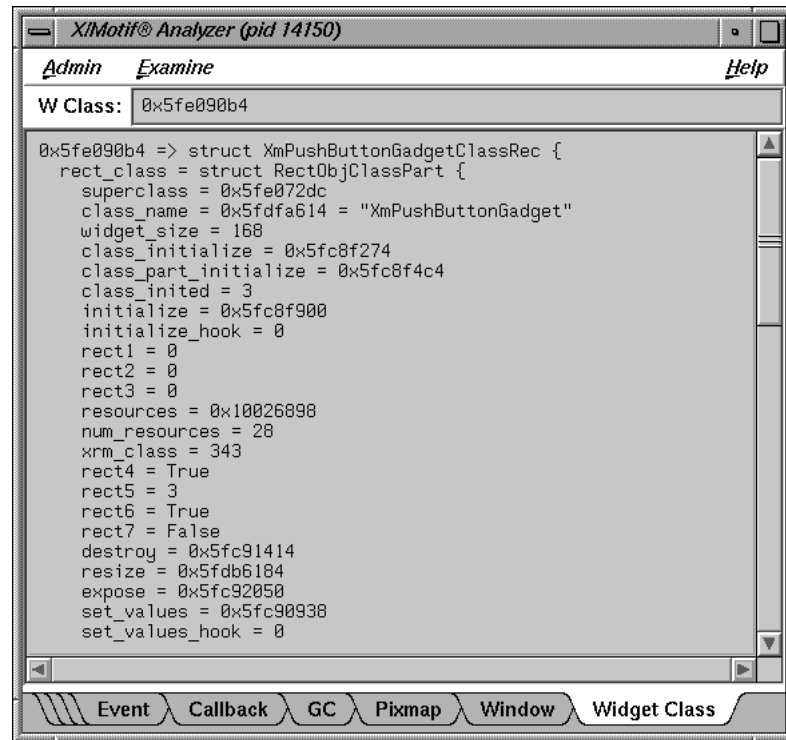 X/Motif® Analyzer (pid 14150)
Admin Examine Help
W Class: 0x5fe090b4
0x5fe090b4 => struct XmPushButtonGadgetClassRec {
  rect_class = struct RectObjClassPart {
    superclass = 0x5fe072dc
    class_name = 0x5fdfa614 = "XmPushButtonGadget"
    widget_size = 168
    class_initialize = 0x5fc8f274
    class_part_initialize = 0x5fc8f4c4
    class_inited = 3
    initialize = 0x5fc8f900
    initialize_hook = 0
    rect1 = 0
    rect2 = 0
    rect3 = 0
    resources = 0x10026898
    num_resources = 28
    xrm_class = 343
    rect4 = True
    rect5 = 3
    rect6 = True
    rect7 = False
    destroy = 0x5fc91414
    resize = 0x5fdb6184
    expose = 0x5fc92050
    set_values = 0x5fc90938
    set_values_hook = 0
Event Callback GC Pixmap Window Widget Class